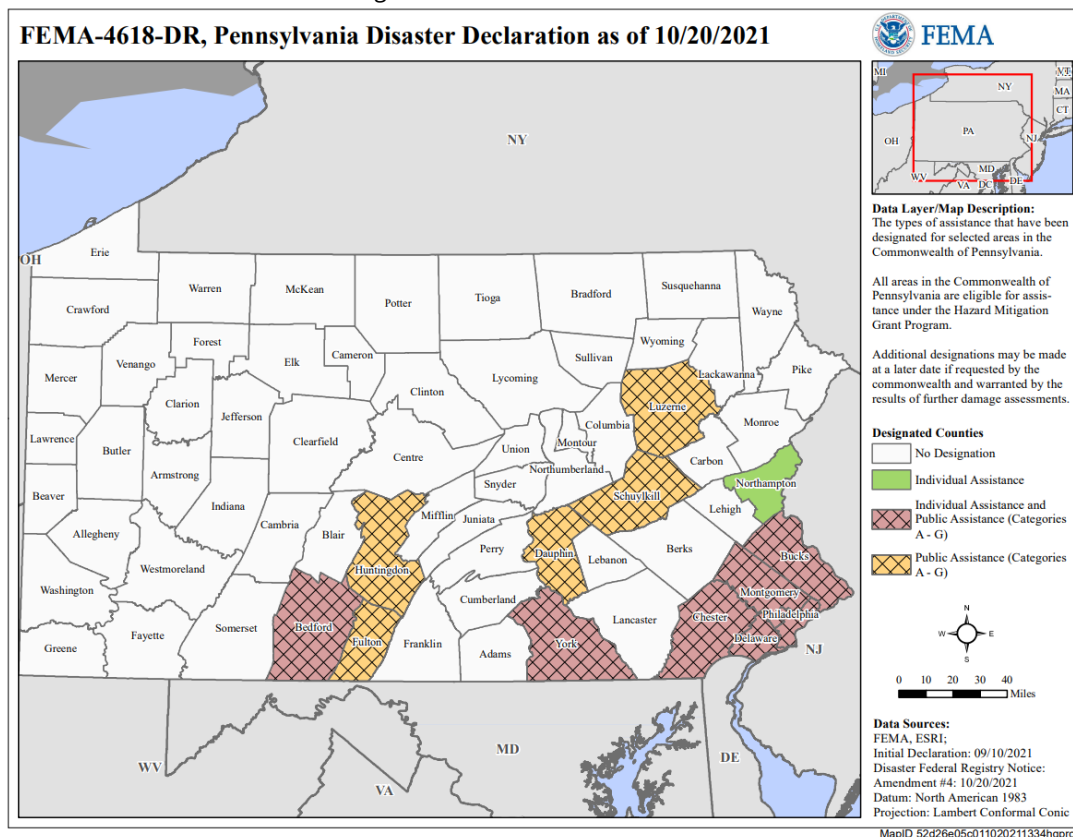 FEMA-4618-DR, Pennsylvania Disaster Declaration as of 10/20/2021
FEMA
NY
OH
Erie
Warren
McKean
Potter
Tioga
Bradford
Susquehanna
Wayne
Crawford
Forest
Cameron
Elk
Sullivan
Wyoming
Lackawanna
Pike
Mercer
Venango
Clarion
Jefferson
Clinton
Lycoming
Luzerne
Columbia
Monroe
Lawrence
Butler
Armstrong
Clearfield
Centre
Union
Montour
Northumberland
Carbon
Northampton
Beaver
Indiana
Snyder
Schuylkill
Lehigh
Allegheny
Cambria
Blair
Mifflin
Juniata
Perry
Dauphin
Lebanon
Berks
Bucks
Washington
Westmoreland
Huntingdon
Cumberland
Montgomery
Philadelphia
Greene
Fayette
Somerset
Bedford
Fulton
Franklin
Adams
York
Lancaster
Chester
Delaware
NJ
WV
VA
MD
DE
MI
NY
VT
MA
CT
OH
PA
NJ
WV
MD
VA
DC
DE
Data Layer/Map Description:
The types of assistance that have been
designated for selected areas in the
Commonwealth of Pennsylvania.
All areas in the Commonwealth of
Pennsylvania are eligible for assis-
tance under the Hazard Mitigation
Grant Program.
Additional designations may be made
at a later date if requested by the
commonwealth and warranted by the
results of further damage assessments.
Designated Counties
No Designation
Individual Assistance
Individual Assistance and
Public Assistance (Categories
A - G)
Public Assistance (Categories
A - G)
N
W
E
S
0 10 20 30 40
Miles
Data Sources:
FEMA, ESRI;
Initial Declaration: 09/10/2021
Disaster Federal Registry Notice:
Amendment #4: 10/20/2021
Datum: North American 1983
Projection: Lambert Conformal Conic
MapID 52d26e05c011020211334hqprod